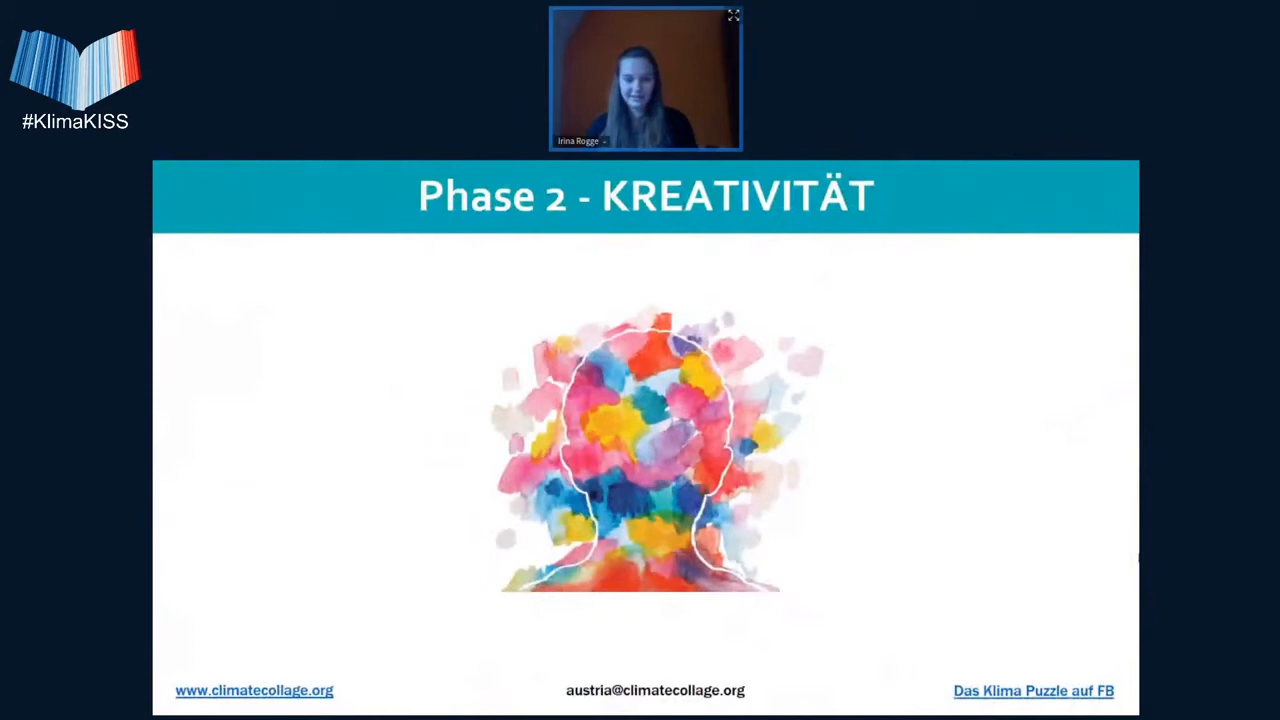 #KlimaKISS
Irina Rogge
Phase 2 - KREATIVITÄT
www.climatecollage.org
austria@climatecollage.org
Das Klima Puzzle auf FB